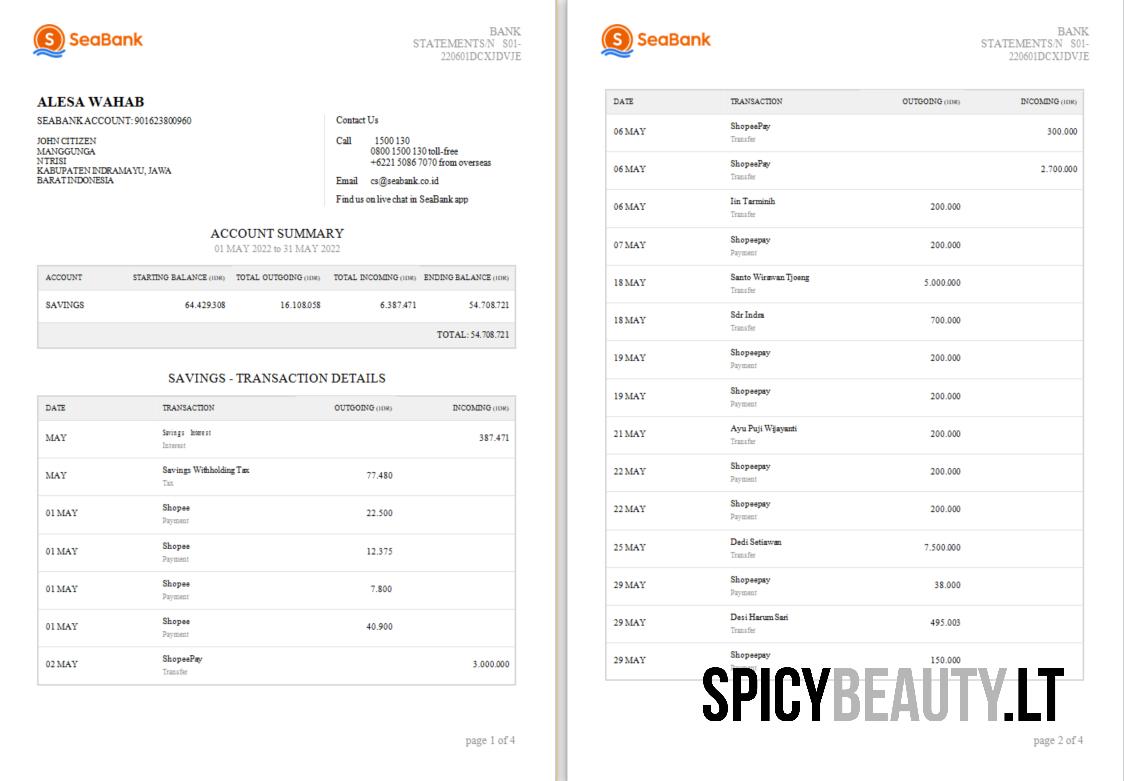 SeaBank
BANK
STATEMENTS/N S01-
220601DCXJDVJE
ALESA WAHAB
SEABANK ACCOUNT: 901623800960
JOHN CITIZEN
MANGGUNGA
NTRISI
KABUPATEN INDRAMAYU, JAWA
BARAT INDONESIA
Contact Us
Call 1500 130
0800 1500 130 toll-free
+6221 5086 7070 from overseas
Email cs@seabank.co.id
Find us on live chat in SeaBank app
ACCOUNT SUMMARY
01 MAY 2022 to 31 MAY 2022
ACCOUNT STARTING BALANCE (IDR) TOTAL OUTGOING (IDR) TOTAL INCOMING (IDR) ENDING BALANCE (IDR)
SAVINGS 64.429.308 16.108.058 6.387.471 54.708.721
TOTAL: 54.708.721
SAVINGS - TRANSACTION DETAILS
DATE TRANSACTION OUTGOING (IDR) INCOMING (IDR)
MAY Savings Interest 387.471
Interest
MAY Savings Withholding Tax 77.480
Tax
01 MAY Shopee 22.500
Payment
01 MAY Shopee 12.375
Payment
01 MAY Shopee 7.800
Payment
01 MAY Shopee 40.900
Payment
02 MAY ShopeePay 3.000.000
Transfer
page 1 of 4
SeaBank
BANK
STATEMENTS/N S01-
220601DCXJDVJE
DATE TRANSACTION OUTGOING (IDR) INCOMING (IDR)
06 MAY ShopeePay 300.000
Transfer
06 MAY ShopeePay 2.700.000
Transfer
06 MAY Iin Tarminih 200.000
Transfer
07 MAY Shopeepay 200.000
Payment
18 MAY Santo Wirawan Tjoeng 5.000.000
Transfer
18 MAY Sdr Indra 700.000
Transfer
19 MAY Shopeepay 200.000
Payment
19 MAY Shopeepay 200.000
Payment
21 MAY Ayu Puji Wijayanti 200.000
Transfer
22 MAY Shopeepay 200.000
Payment
22 MAY Shopeepay 200.000
Payment
25 MAY Dedi Setiawan 7.500.000
Transfer
29 MAY Shopeepay 38.000
Payment
29 MAY Desi Harum Sari 495.003
Transfer
29 MAY Shopeepay 150.000
SPICYBEAUTY.LT
page 2 of 4